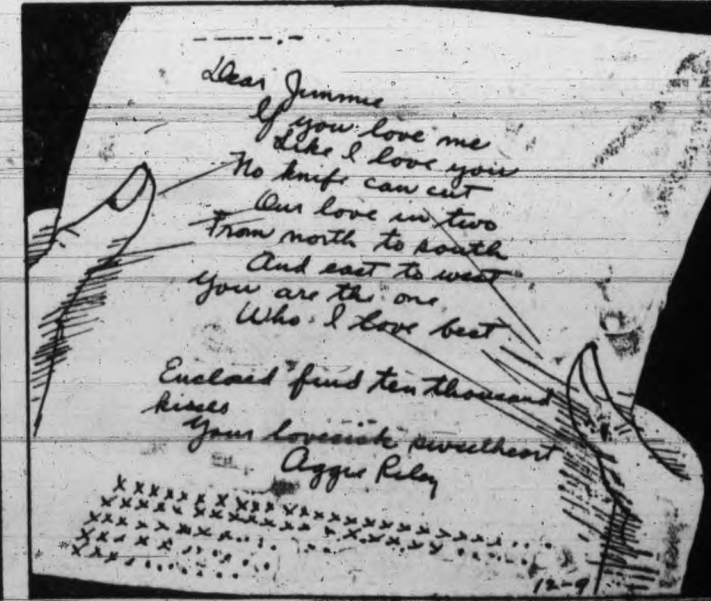 Dear Jimmie
If you love me
Like I love you
No knife can cut
Our love in two
From north to south
And east to west
you are the one
Who I love best
Enclosed find ten thousand
kisses
your lovesick sweetheart
Aggie Riley
x x x x x x x x x x x x x x x x x x x x x
x x x x x x x x x x x x x x x x x x x x
x x x x x x x x x
x x x x x
x x x x
12-9